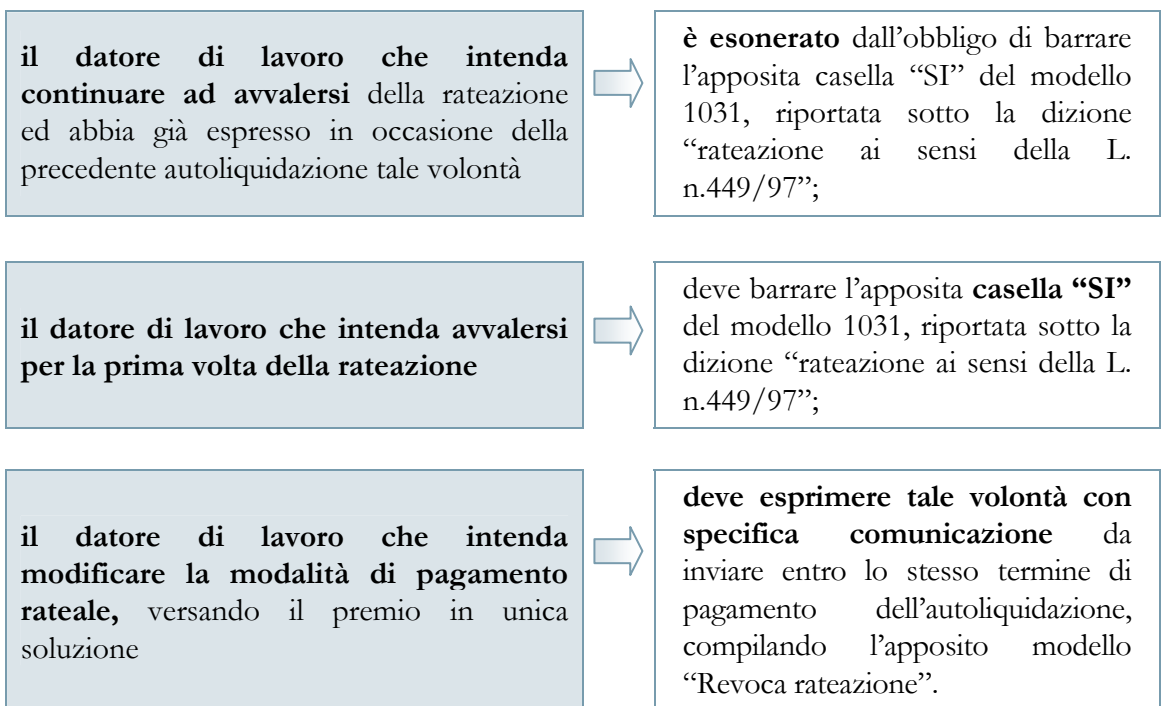 il datore di lavoro che intenda
continuare ad avvalersi della rateazione
ed abbia già espresso in occasione della
precedente autoliquidazione tale volontà
è esonerato dall’obbligo di barrare
l’apposita casella “SI” del modello
1031, riportata sotto la dizione
“rateazione ai sensi della L.
n.449/97”;
il datore di lavoro che intenda avvalersi
per la prima volta della rateazione
deve barrare l’apposita casella “SI”
del modello 1031, riportata sotto la
dizione “rateazione ai sensi della L.
n.449/97”;
il datore di lavoro che intenda
modificare la modalità di pagamento
rateale, versando il premio in unica
soluzione
deve esprimere tale volontà con
specifica comunicazione da
inviare entro lo stesso termine di
pagamento dell’autoliquidazione,
compilando l’apposito modello
“Revoca rateazione”.